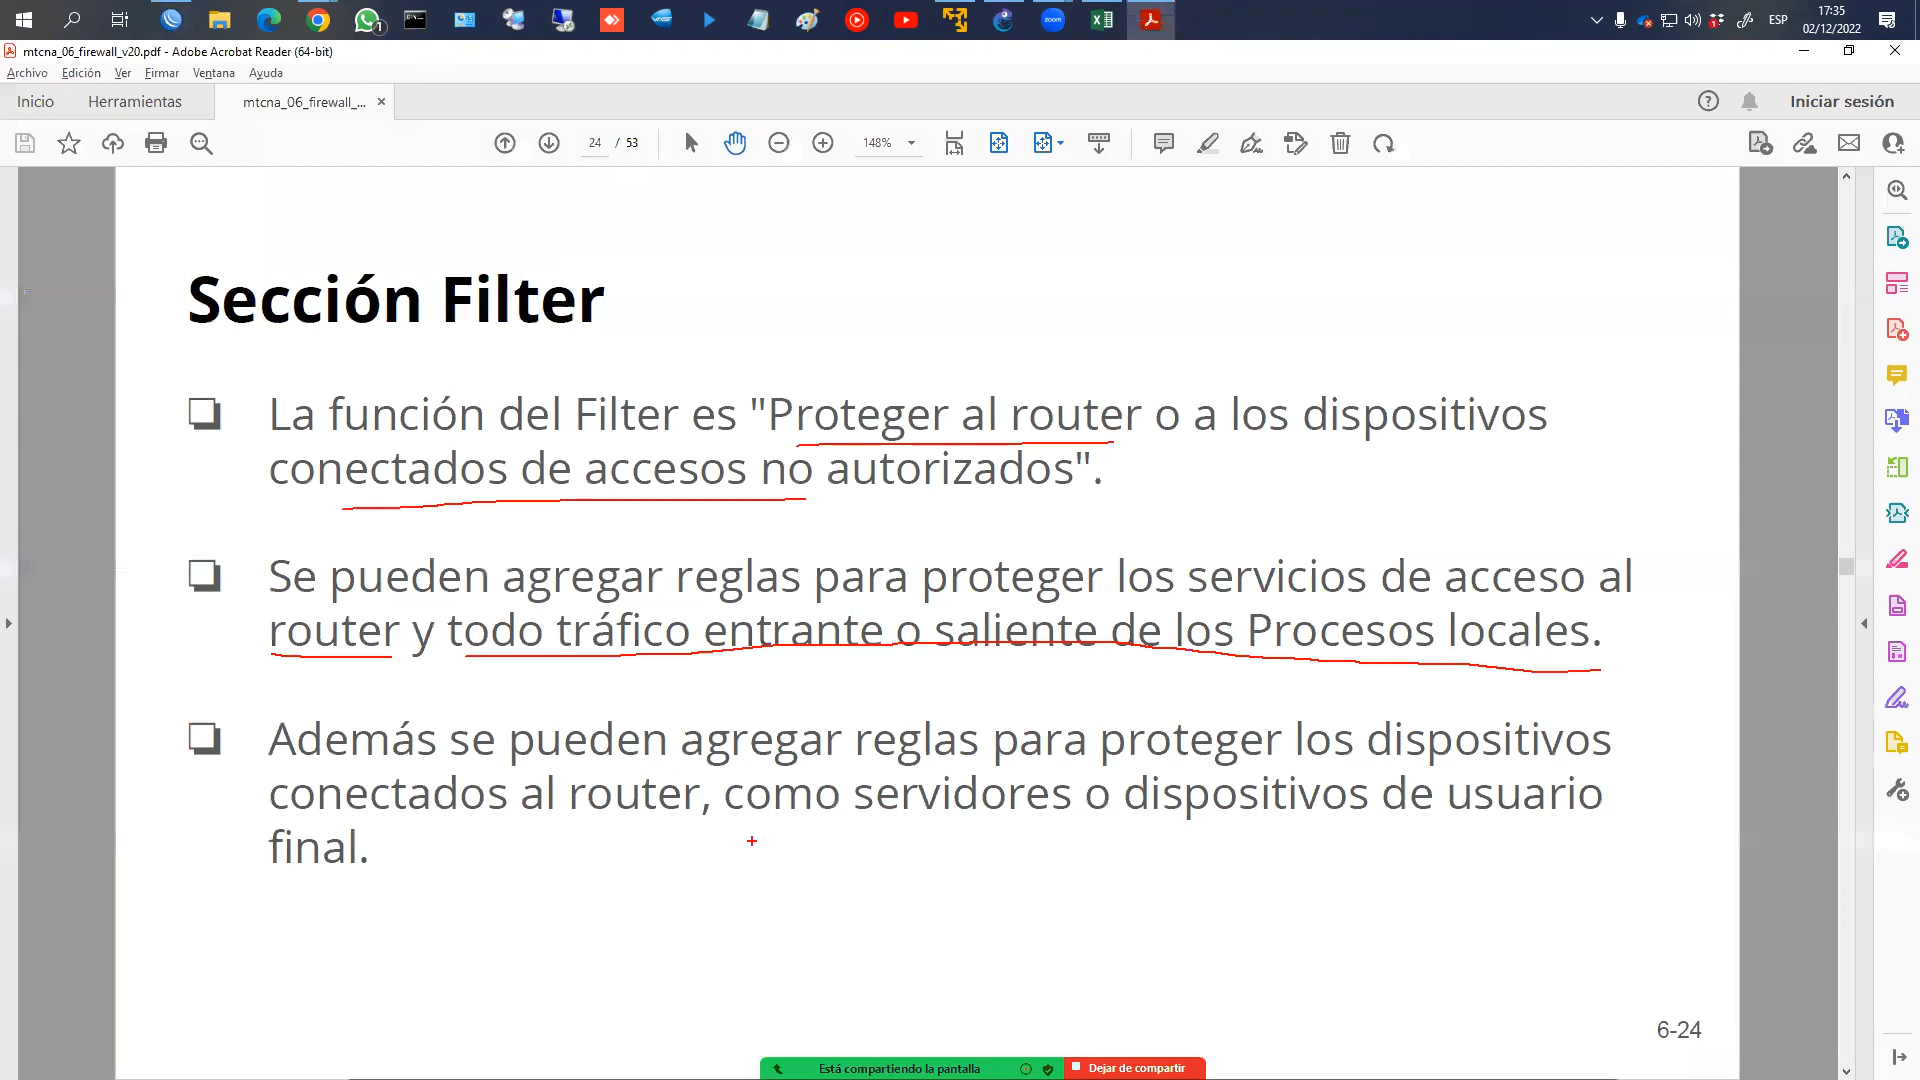 ESP
17:35
02/12/2022
mtcna_06_firewall_v20.pdf - Adobe Acrobat Reader (64-bit)
Archivo Edición Ver Firmar Ventana Ayuda
Inicio Herramientas mtcna_06_firewall_... × Iniciar sesión
24 / 53 148%
Sección Filter
La función del Filter es "Proteger al router o a los dispositivos
conectados de accesos no autorizados".
Se pueden agregar reglas para proteger los servicios de acceso al
router y todo tráfico entrante o saliente de los Procesos locales.
Además se pueden agregar reglas para proteger los dispositivos
conectados al router, como servidores o dispositivos de usuario
final.
6-24
Está compartiendo la pantalla Dejar de compartir